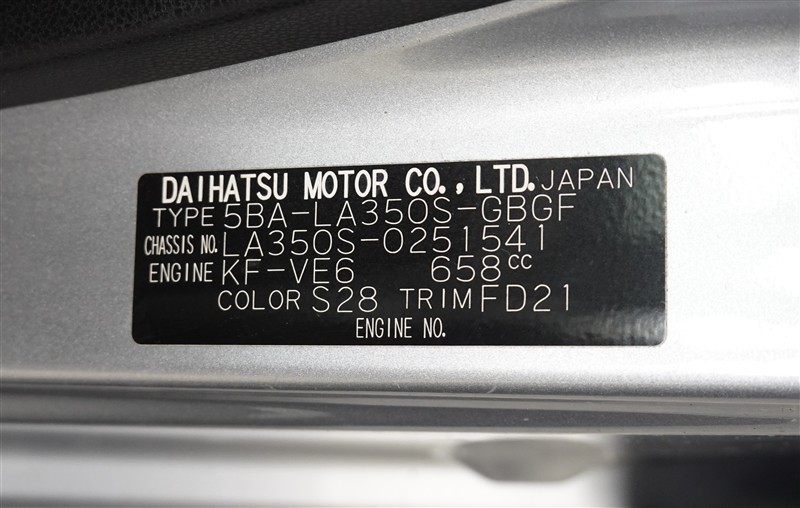 DAIHATSU MOTOR CO., LTD. JAPAN
TYPE 5BA-LA350S-GBGF
CHASSIS NO. LA350S-0251541
ENGINE KF-VE6 658cc
COLOR S28 TRIM FD21
ENGINE NO.